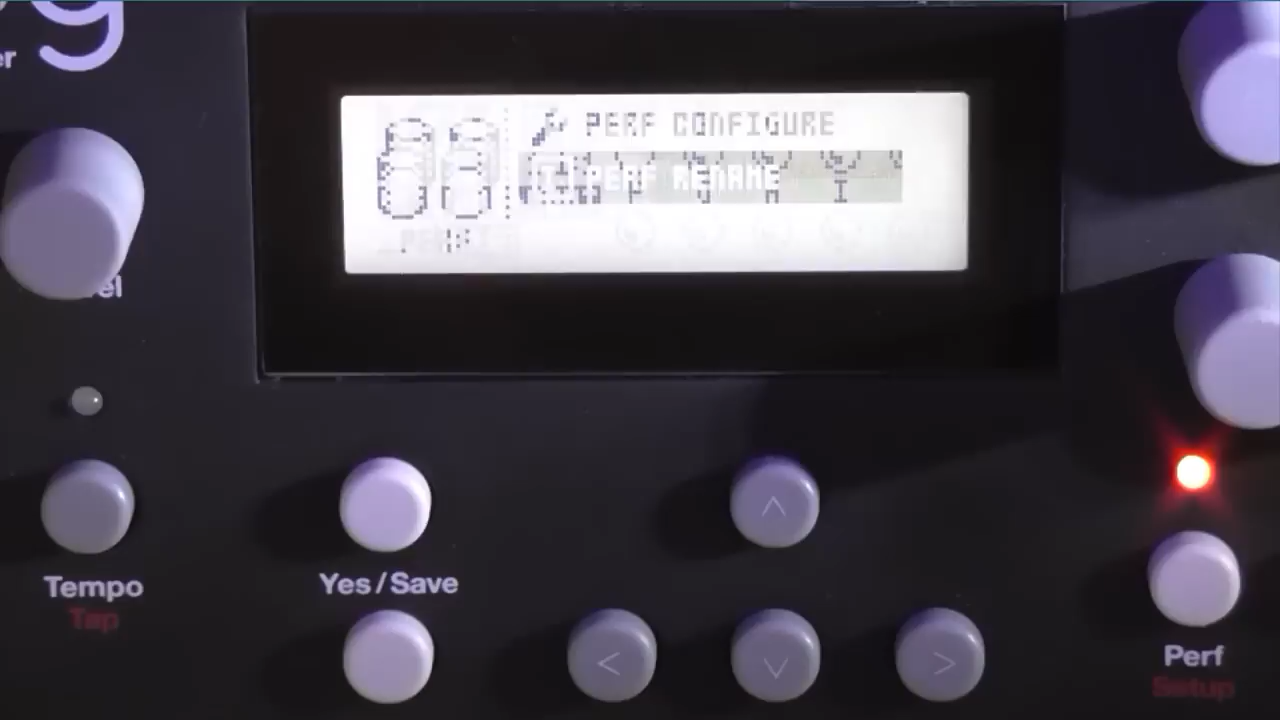 PERF CONFIGURE
PERF RENAME
Tempo
Tap
Yes/Save
<
^
v
>
Perf
Setup